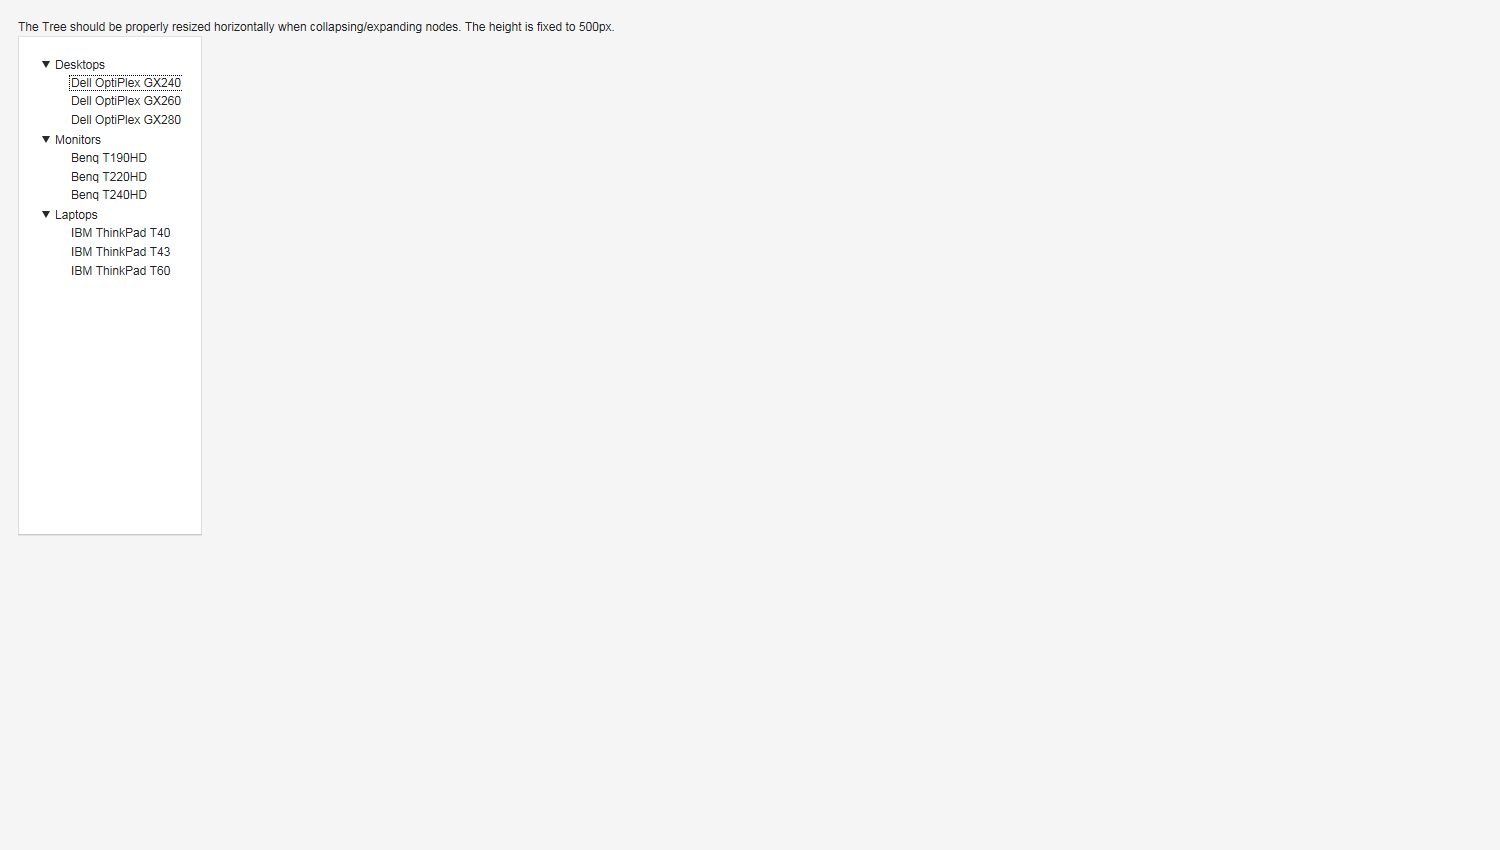 The Tree should be properly resized horizontally when collapsing/expanding nodes. The height is fixed to 500px.
Desktops
Dell OptiPlex GX240
Dell OptiPlex GX260
Dell OptiPlex GX280
Monitors
Benq T190HD
Benq T220HD
Benq T240HD
Laptops
IBM ThinkPad T40
IBM ThinkPad T43
IBM ThinkPad T60